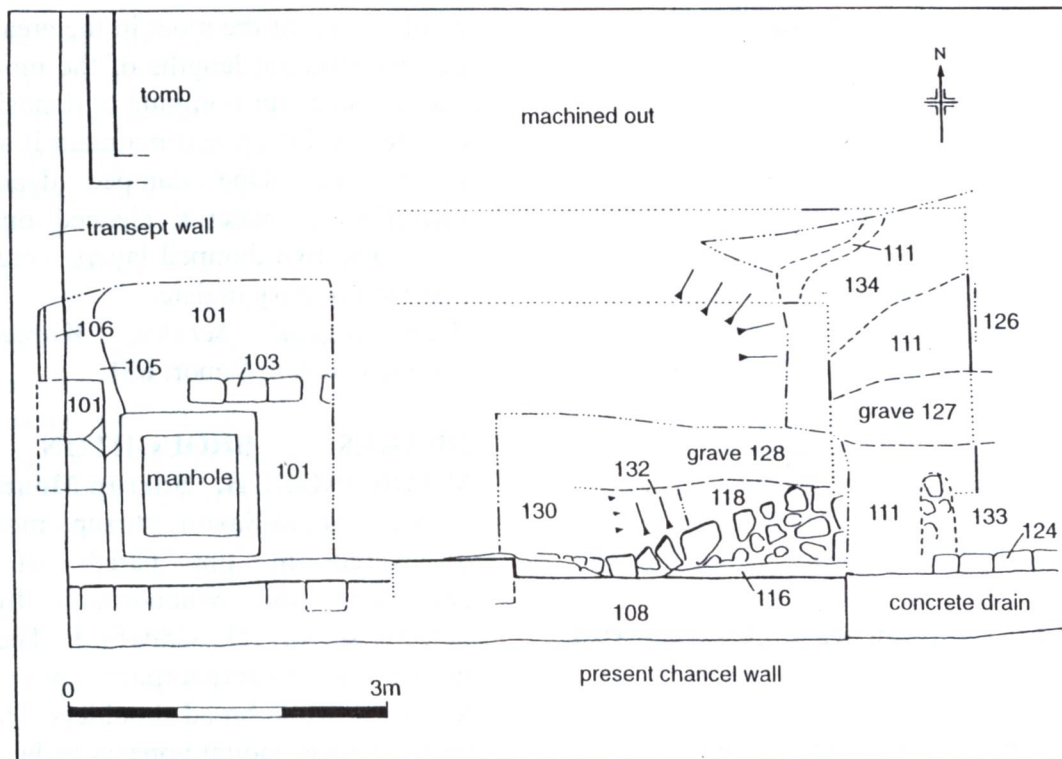 N
tomb
machined out
transept wall
111
134
106
101
126
105
103
111
101
grave 127
grave 128
132
manhole
101
130
118
111
133
124
116
concrete drain
108
0
3m
present chancel wall